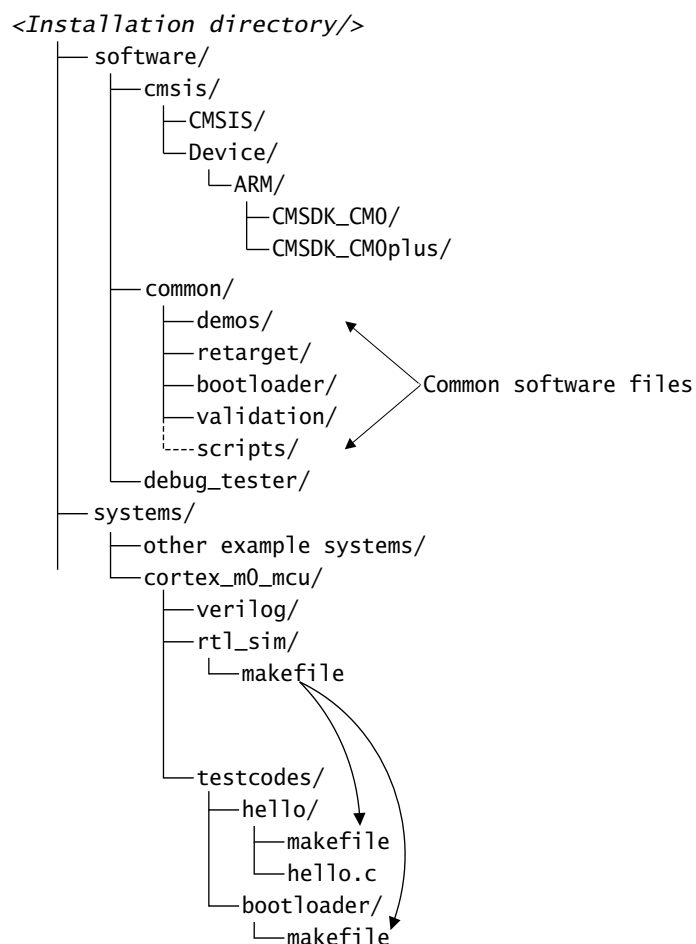 <Installation directory/>
software/
cmsis/
CMSIS/
Device/
ARM/
CMSDK_CM0/
CMSDK_CM0plus/
common/
demos/
retarget/
bootloader/
Common software files
validation/
scripts/
debug_tester/
systems/
other example systems/
cortex_m0_mcu/
verilog/
rtl_sim/
makefile
testcodes/
hello/
makefile
hello.c
bootloader/
makefile